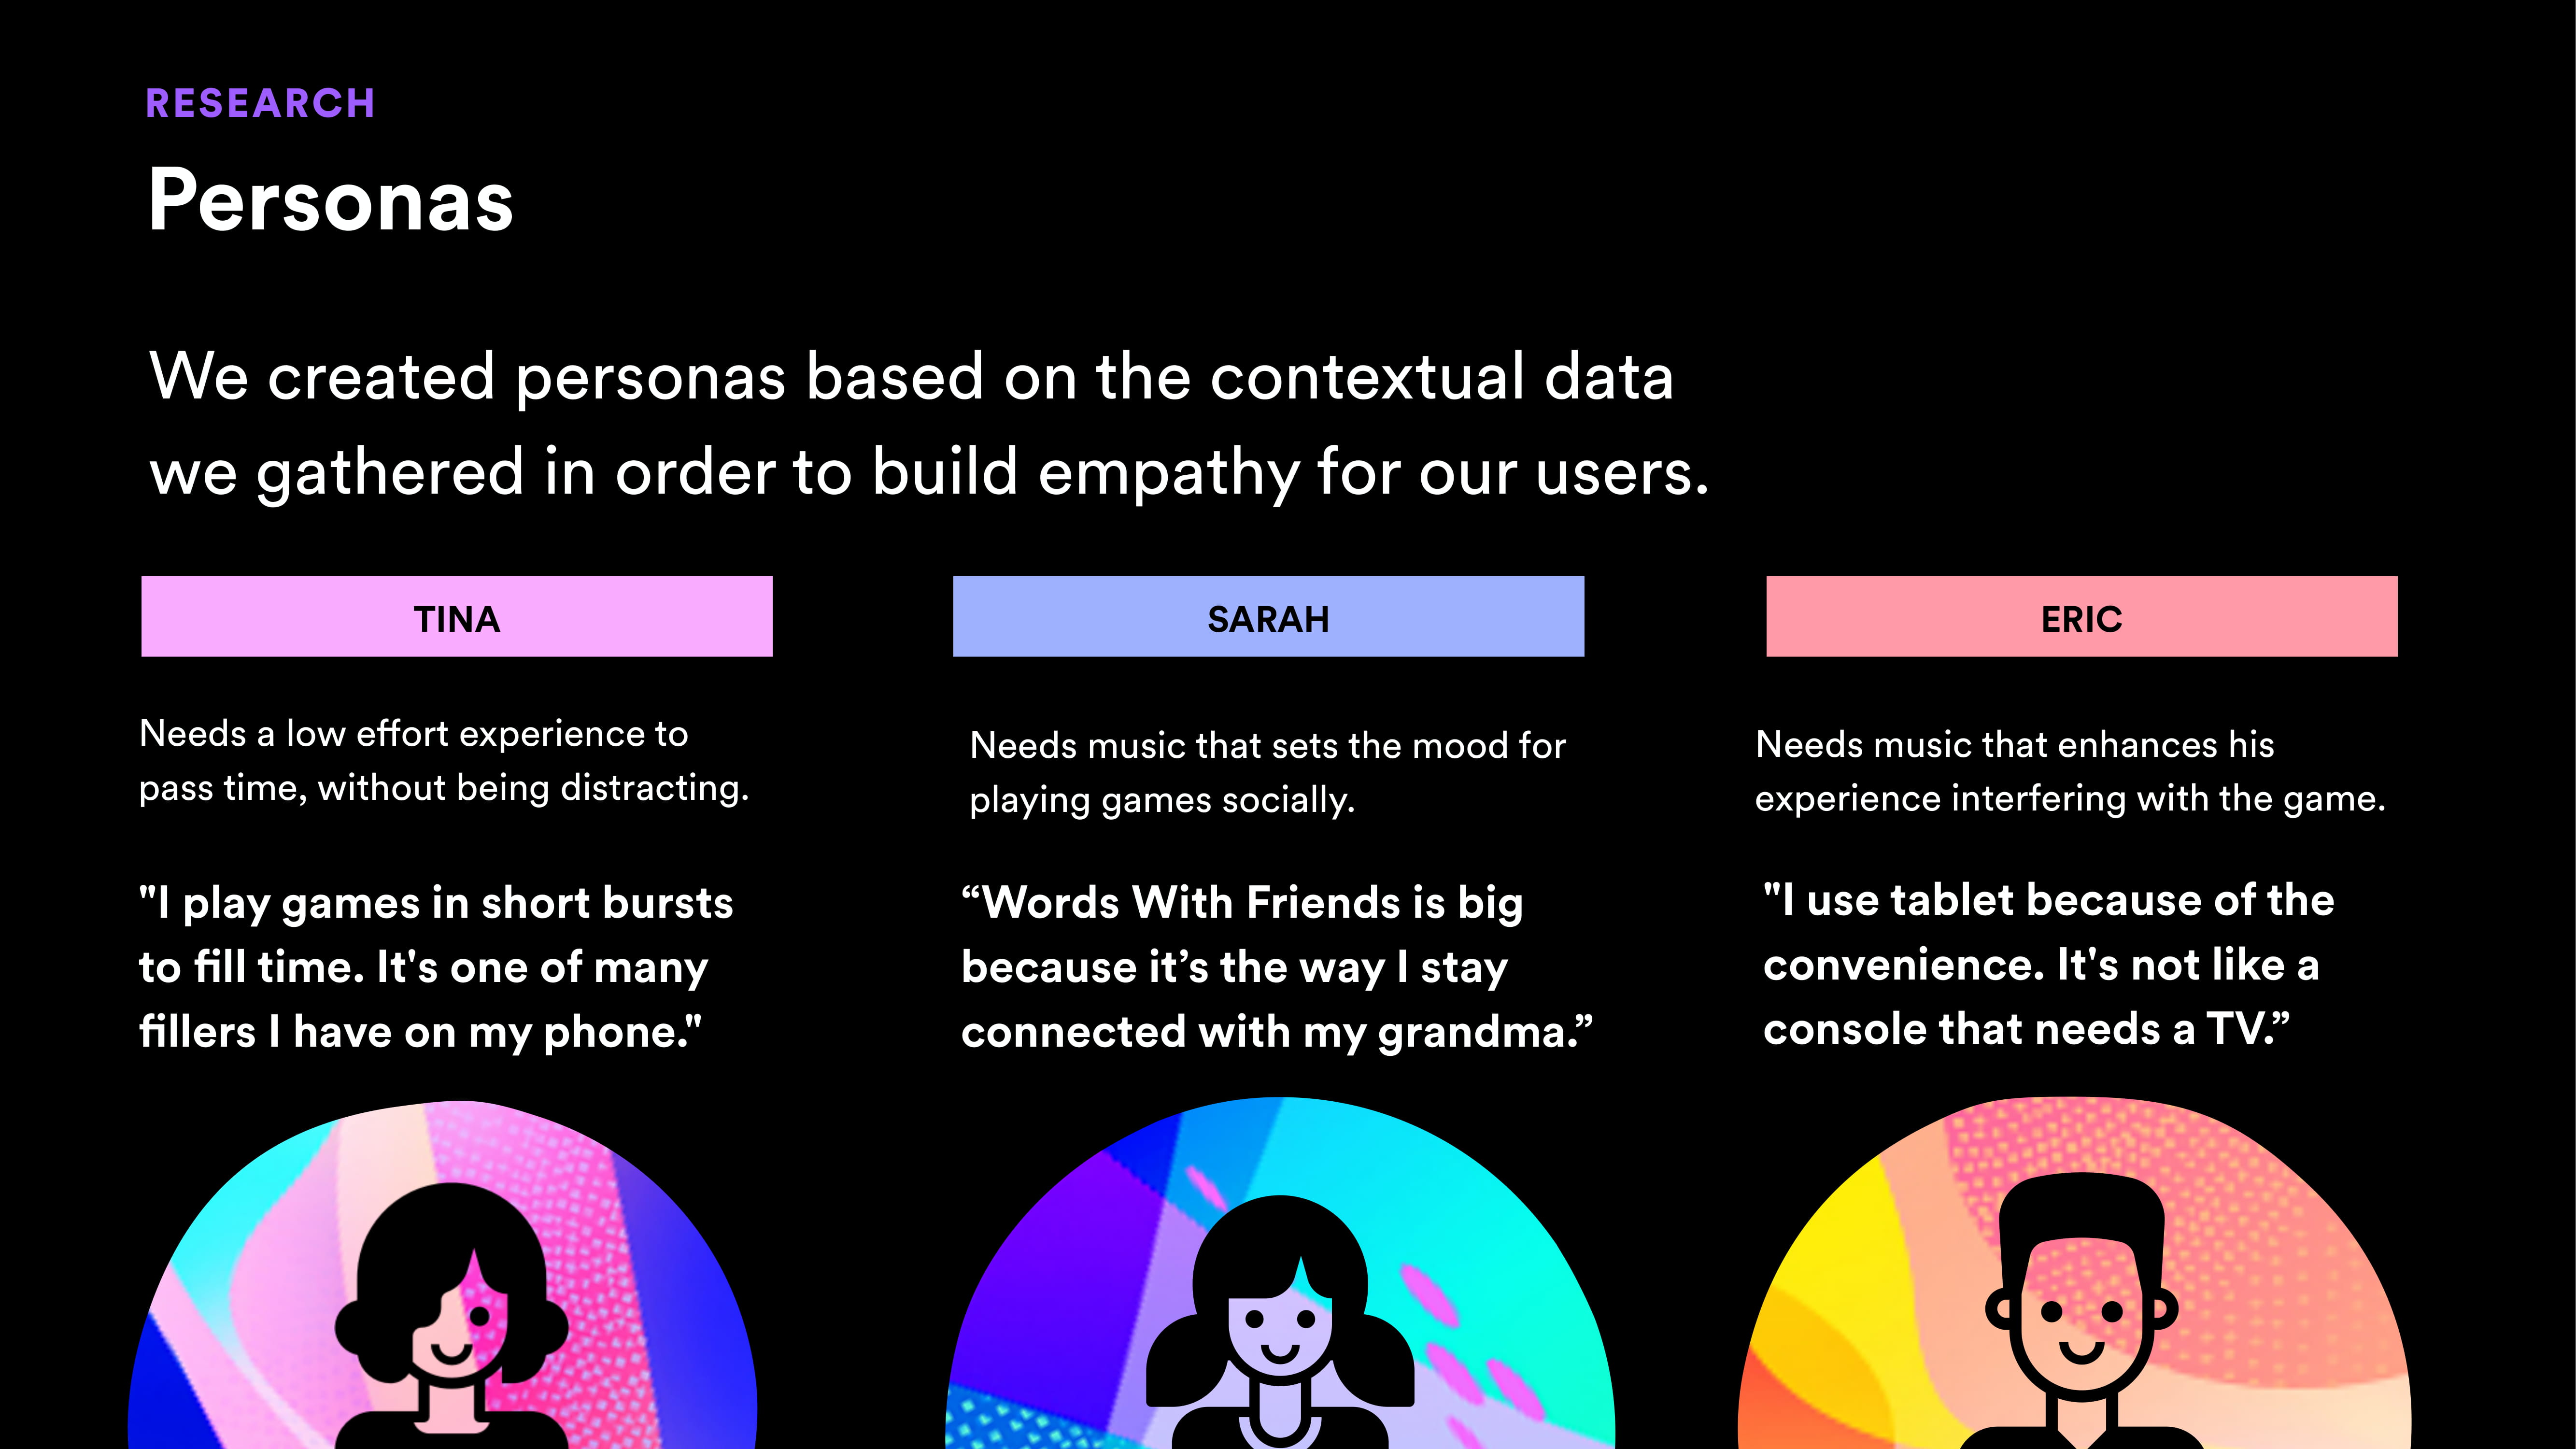 RESEARCH
Personas
We created personas based on the contextual data
we gathered in order to build empathy for our users.
TINA
Needs a low effort experience to
pass time, without being distracting.
"I play games in short bursts
to fill time. It's one of many
fillers I have on my phone."
SARAH
Needs music that sets the mood for
playing games socially.
“Words With Friends is big
because it’s the way I stay
connected with my grandma.”
ERIC
Needs music that enhances his
experience interfering with the game.
"I use tablet because of the
convenience. It's not like a
console that needs a TV.”